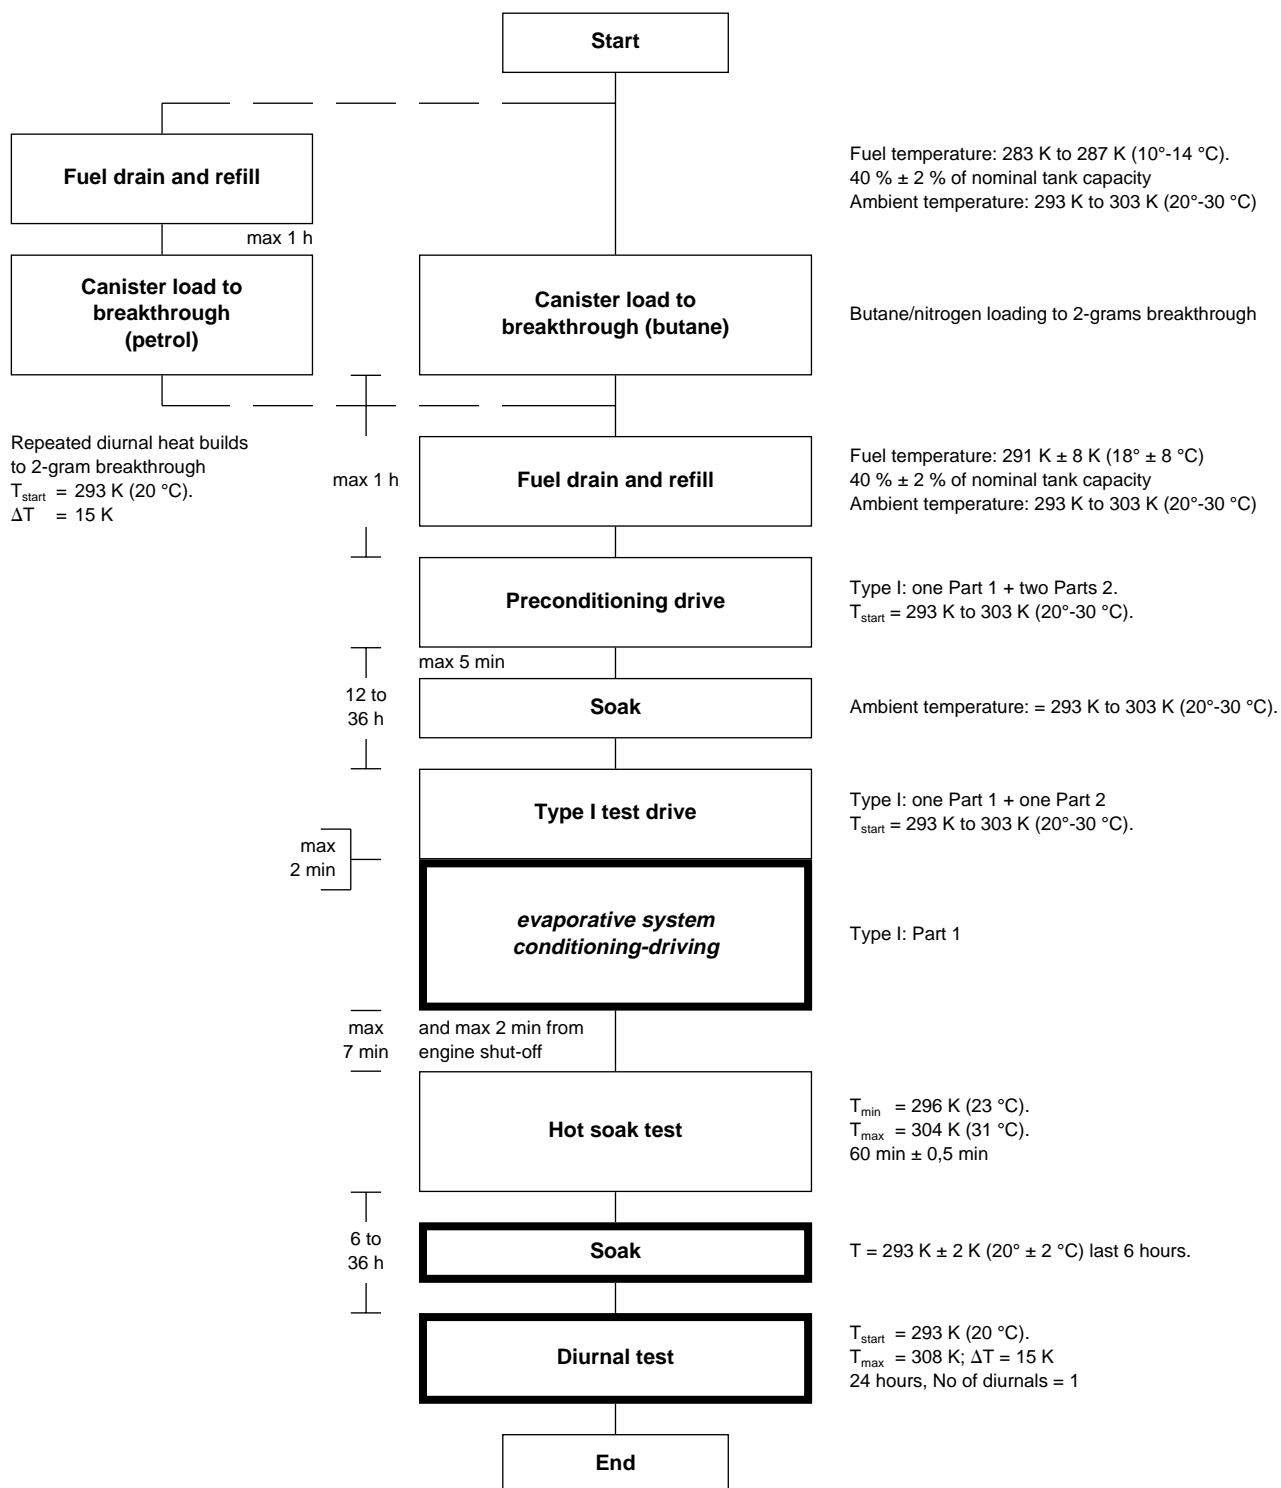 Start
Fuel drain and refill
Fuel temperature: 283 K to 287 K (10°-14 °C).
40 % ± 2 % of nominal tank capacity
Ambient temperature: 293 K to 303 K (20°-30 °C)
max 1 h
Canister load to
breakthrough
(petrol)
Canister load to
breakthrough (butane)
Butane/nitrogen loading to 2-grams breakthrough
Repeated diurnal heat builds
to 2-gram breakthrough
Tstart = 293 K (20 °C).
ΔT = 15 K
max 1 h
Fuel drain and refill
Fuel temperature: 291 K ± 8 K (18° ± 8 °C)
40 % ± 2 % of nominal tank capacity
Ambient temperature: 293 K to 303 K (20°-30 °C)
Preconditioning drive
Type I: one Part 1 + two Parts 2.
Tstart = 293 K to 303 K (20°-30 °C).
max 5 min
12 to
36 h
Soak
Ambient temperature: = 293 K to 303 K (20°-30 °C).
Type I test drive
Type I: one Part 1 + one Part 2
Tstart = 293 K to 303 K (20°-30 °C).
max
2 min
evaporative system
conditioning-driving
Type I: Part 1
max
7 min
and max 2 min from
engine shut-off
Hot soak test
Tmin = 296 K (23 °C).
Tmax = 304 K (31 °C).
60 min ± 0,5 min
6 to
36 h
Soak
T = 293 K ± 2 K (20° ± 2 °C) last 6 hours.
Diurnal test
Tstart = 293 K (20 °C).
Tmax = 308 K; ΔT = 15 K
24 hours, No of diurnals = 1
End